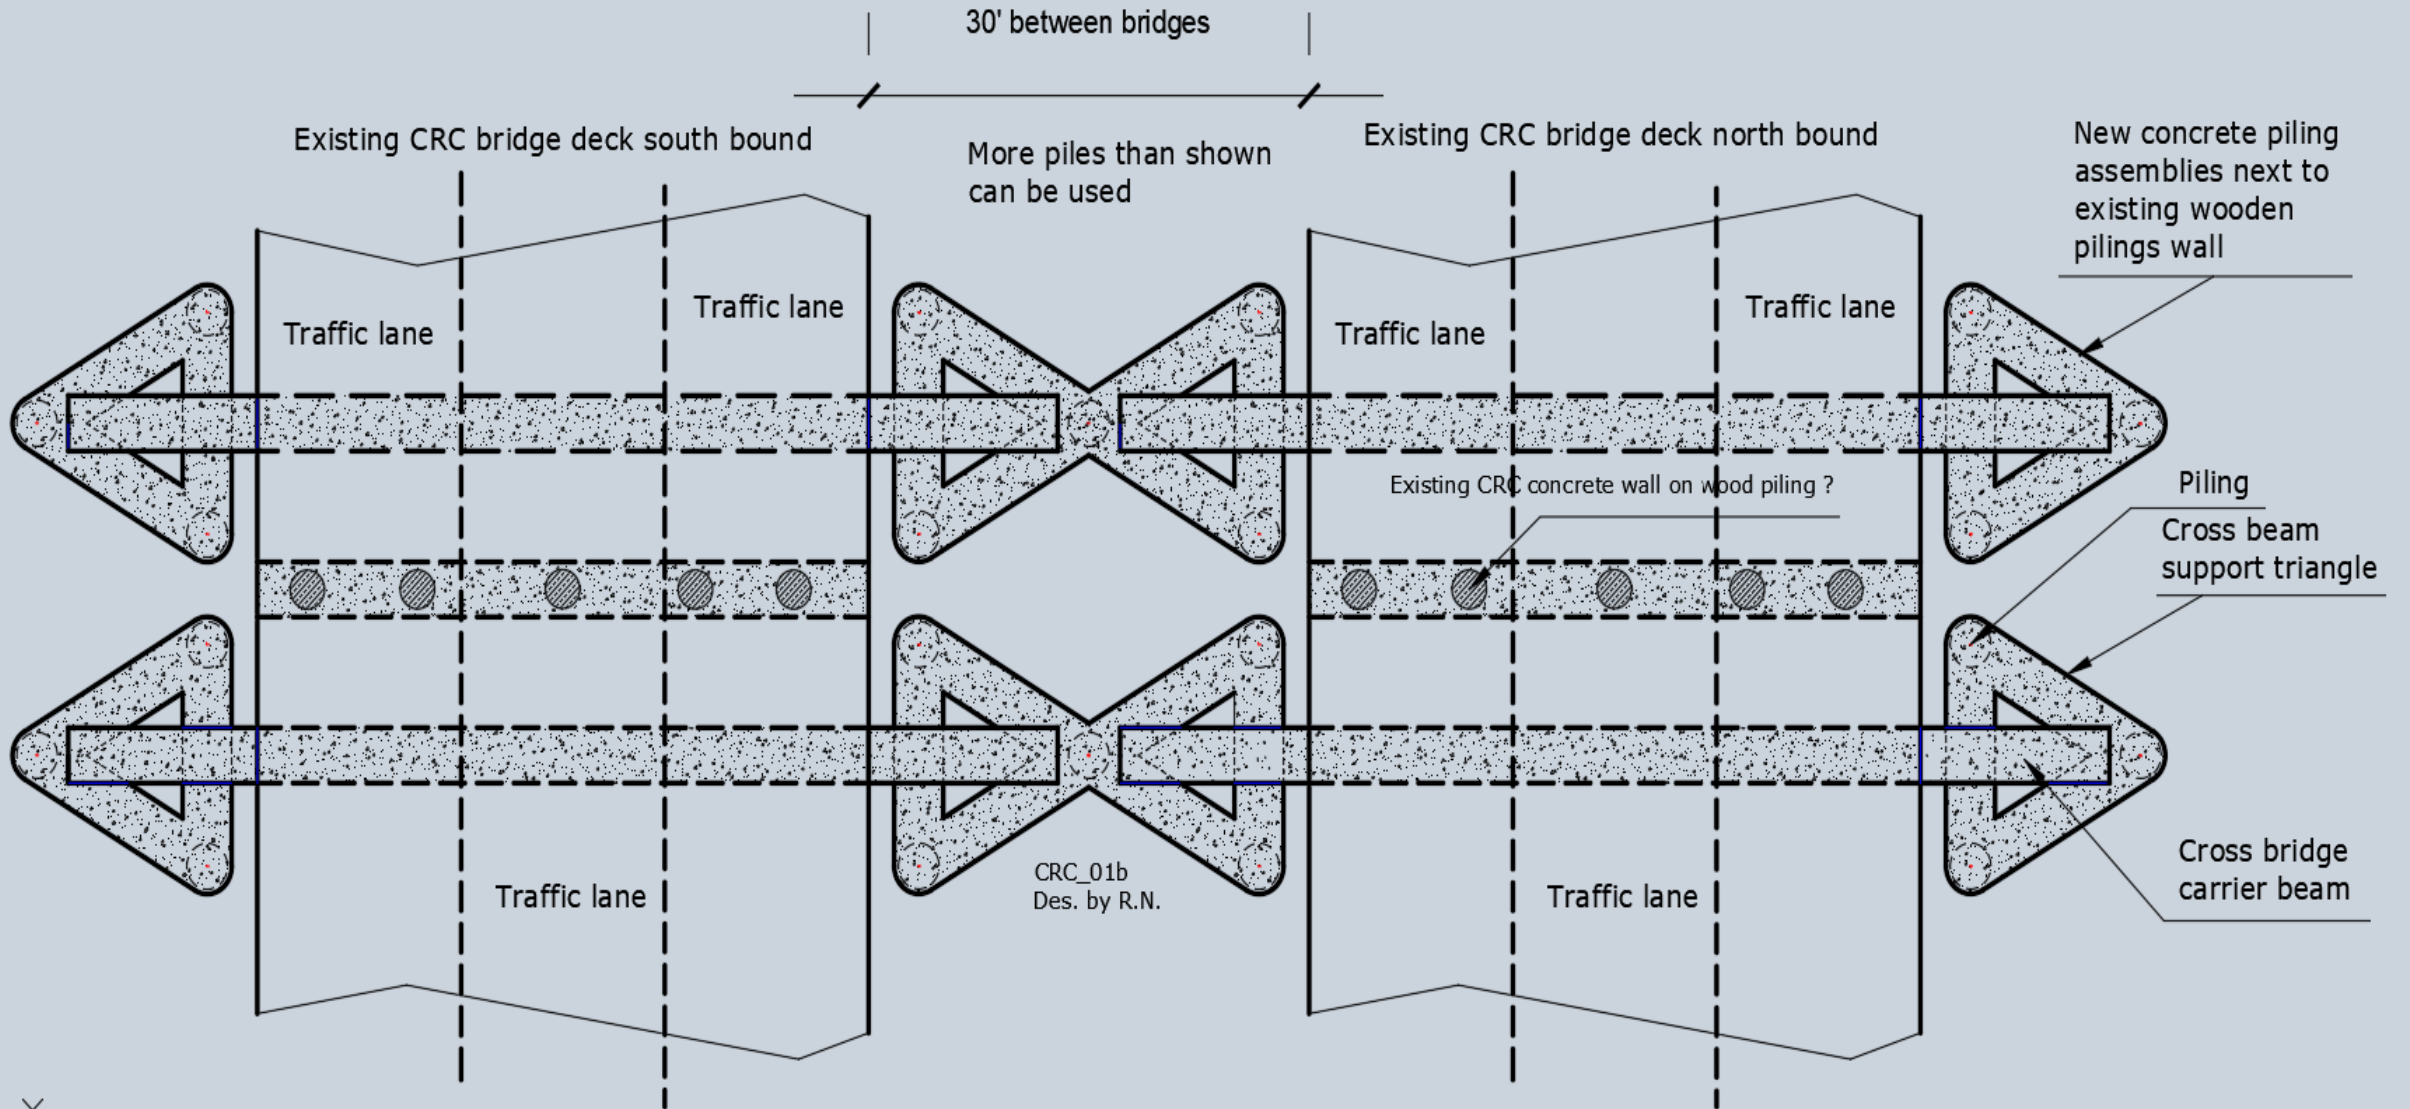 30' between bridges
Existing CRC bridge deck south bound
More piles than shown
can be used
Existing CRC bridge deck north bound
New concrete piling
assemblies next to
existing wooden
pilings wall
Traffic lane
Traffic lane
Traffic lane
Traffic lane
Existing CRC concrete wall on wood piling ?
Piling
Cross beam
support triangle
Cross bridge
carrier beam
CRC_01b
Des. by R.N.
Traffic lane
Traffic lane